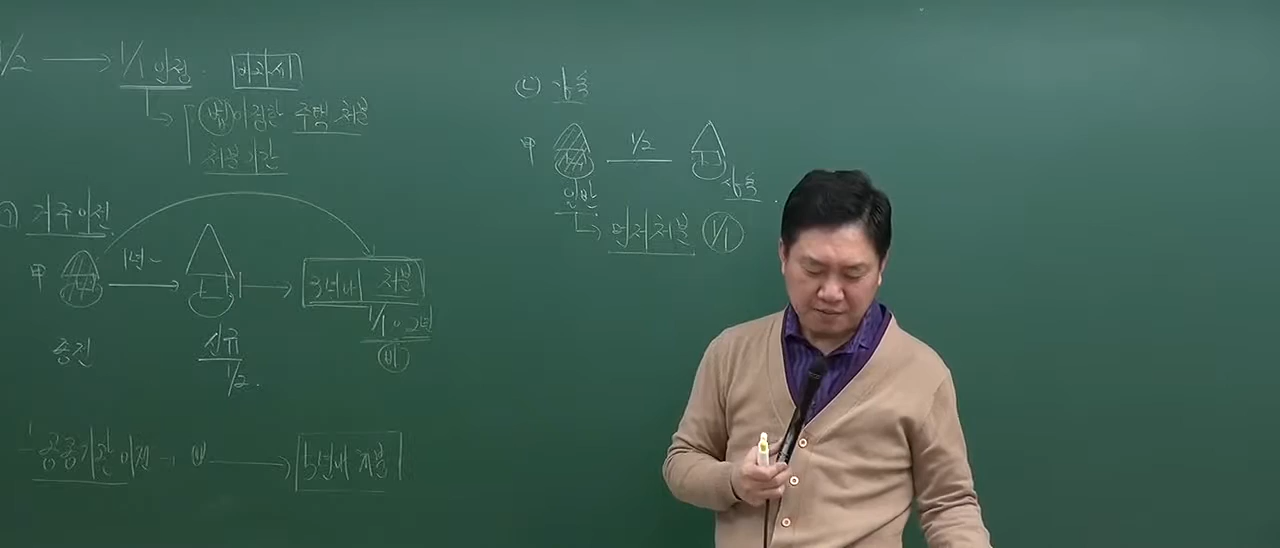 1/2 → 1/1 인정. 비과세
법이 정한 주택 처분
처분기간
㉠ 거주이전
甲 1년~ 3년내 처분
1/1 · 2년
종전 신규 비
1/2.
공공기관 이전 → 5년내 처분
㉡ 상속
甲 1/2 상속.
일반
먼저처분 1/1